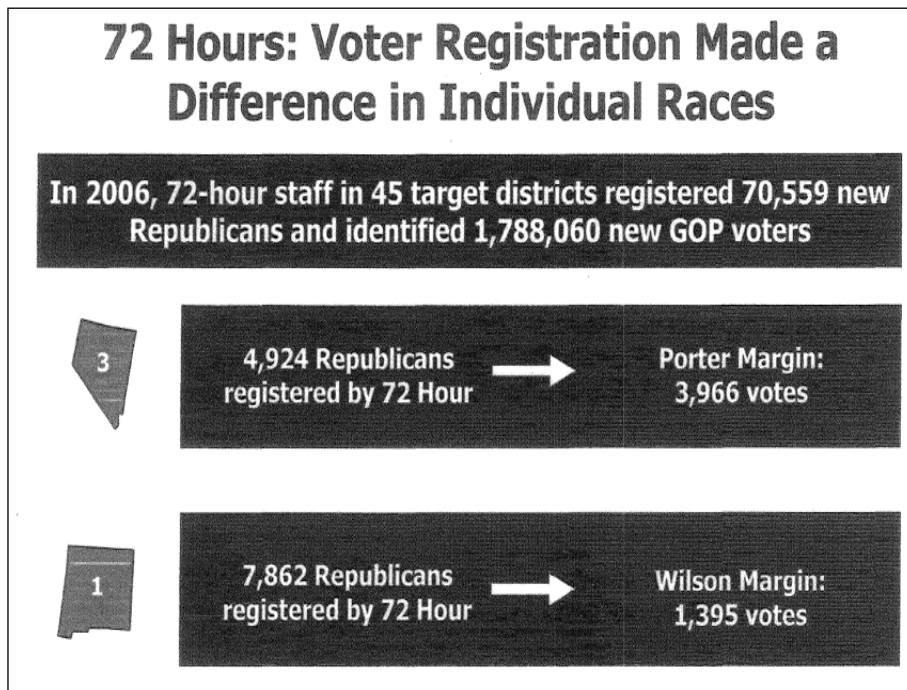 72 Hours: Voter Registration Made a
Difference in Individual Races
In 2006, 72-hour staff in 45 target districts registered 70,559 new
Republicans and identified 1,788,060 new GOP voters
3
4,924 Republicans
registered by 72 Hour
Porter Margin:
3,966 votes
1
7,862 Republicans
registered by 72 Hour
Wilson Margin:
1,395 votes